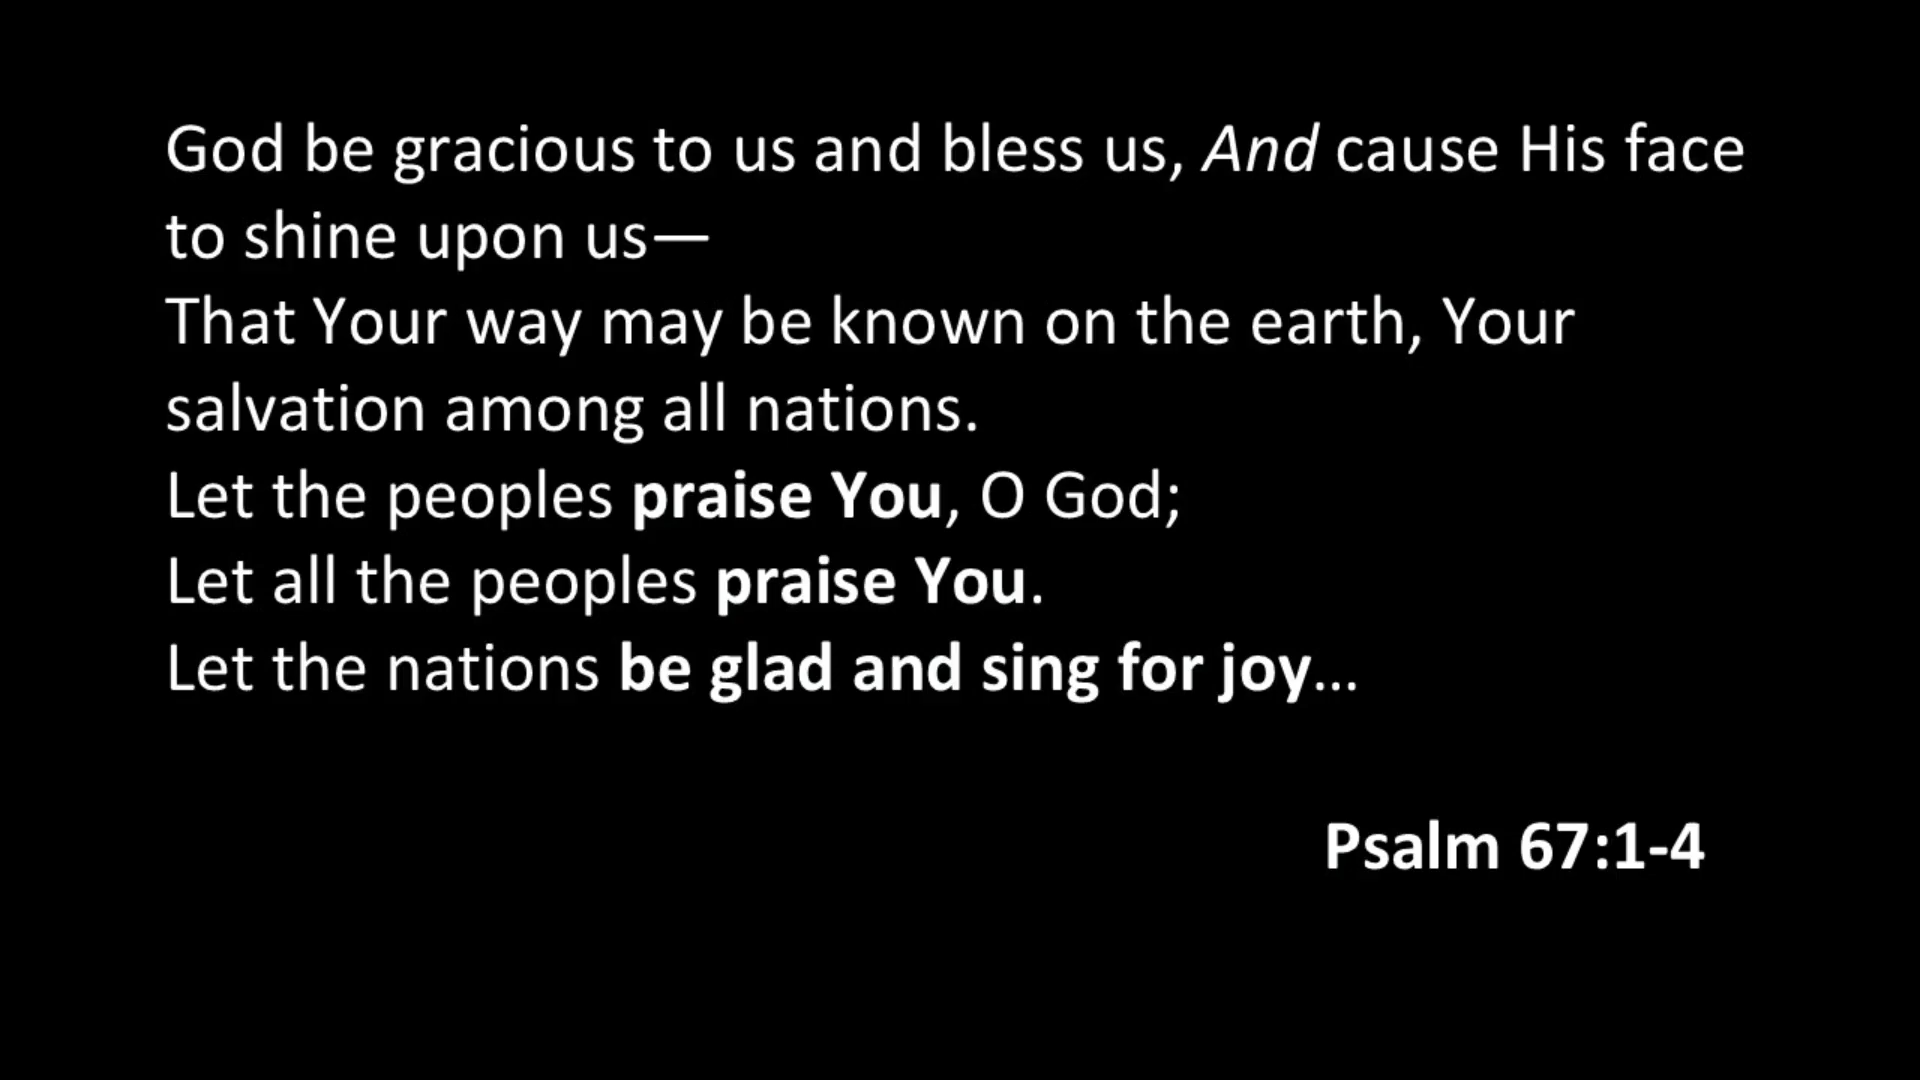 God be gracious to us and bless us, And cause His face
to shine upon us—
That Your way may be known on the earth, Your
salvation among all nations.
Let the peoples praise You, O God;
Let all the peoples praise You.
Let the nations be glad and sing for joy...
Psalm 67:1-4